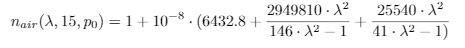 n_{air}(λ, 15, p_0) = 1 + 10^{-8} · (6432.8 + \frac{2949810 · λ^2}{146 · λ^2 − 1} + \frac{25540 · λ^2}{41 · λ^2 − 1})